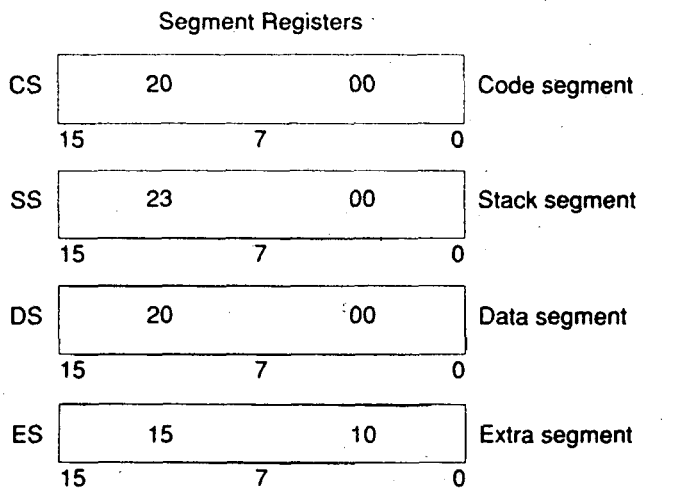 Segment Registers
CS 20 00 Code segment
15 7 0
SS 23 00 Stack segment
15 7 0
DS 20 00 Data segment
15 7 0
ES 15 10 Extra segment
15 7 0